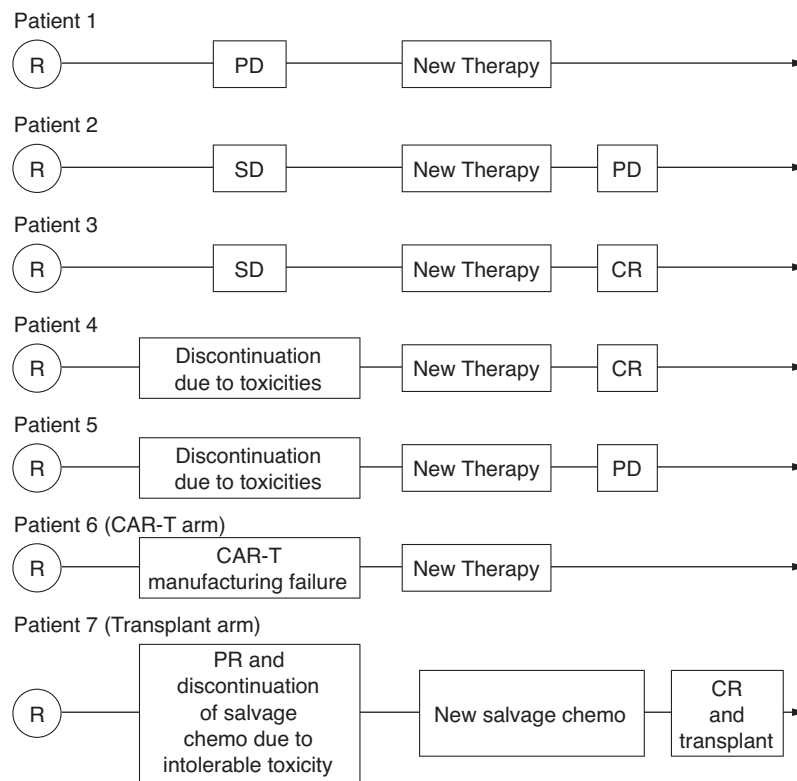 Patient 1
R
PD
New Therapy
Patient 2
R
SD
New Therapy
PD
Patient 3
R
SD
New Therapy
CR
Patient 4
R
Discontinuation
due to toxicities
New Therapy
CR
Patient 5
R
Discontinuation
due to toxicities
New Therapy
PD
Patient 6 (CAR-T arm)
R
CAR-T
manufacturing failure
New Therapy
Patient 7 (Transplant arm)
R
PR and
discontinuation
of salvage
chemo due to
intolerable toxicity
New salvage chemo
CR
and
transplant